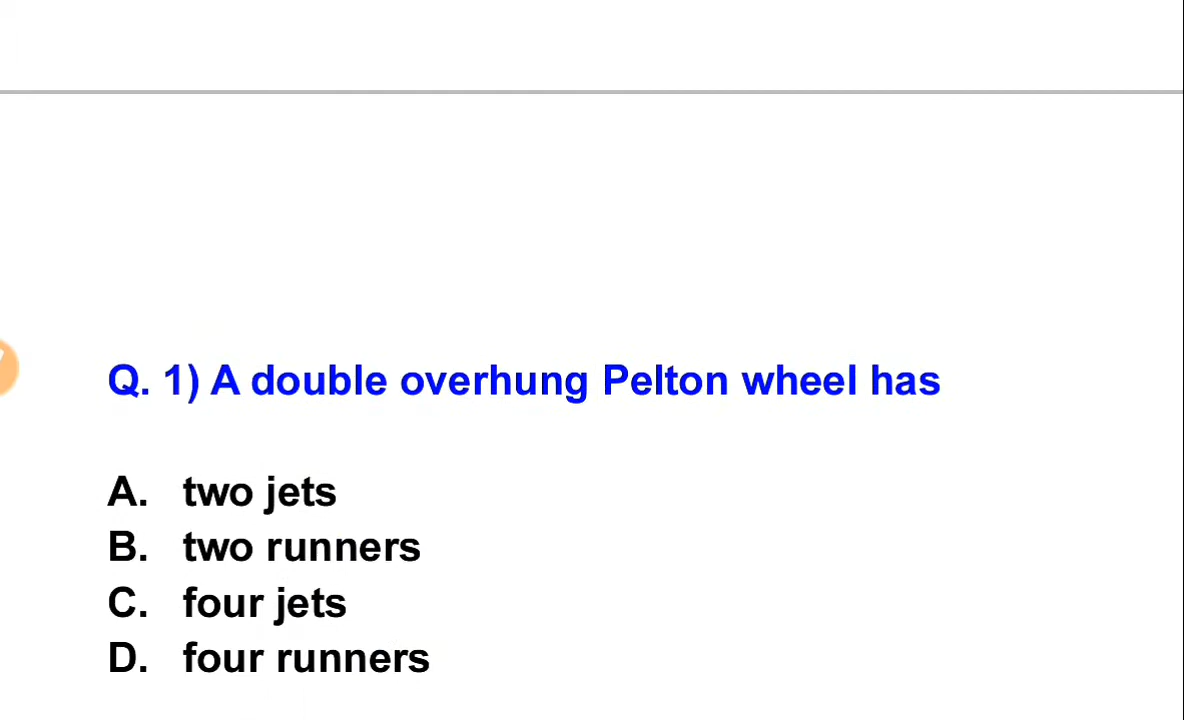 Q. 1) A double overhung Pelton wheel has
A. two jets
B. two runners
C. four jets
D. four runners